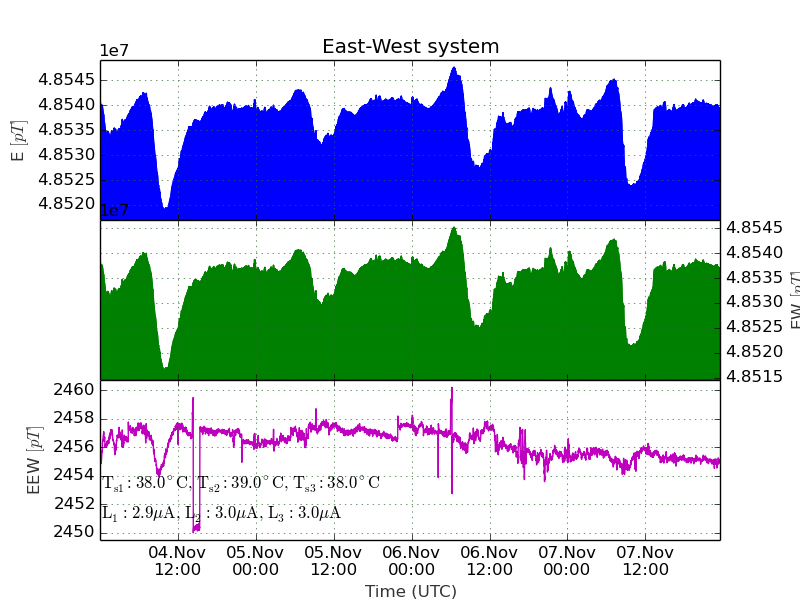 East-West system
1e7
4.8545
4.8540
4.8535
4.8530
4.8525
4.8520
E [pT]
1e7
4.8545
4.8540
4.8535
4.8530
4.8525
4.8520
4.8515
EW [pT]
2460
2458
2456
2454
2452
2450
EEW [pT]
T_s1 : 38.0°C, T_s2 : 39.0°C, T_s3 : 38.0°C
L_1 : 2.9μA, L_2 : 3.0μA, L_3 : 3.0μA
04.Nov 05.Nov 05.Nov 06.Nov 06.Nov 07.Nov 07.Nov
12:00 00:00 12:00 00:00 12:00 00:00 12:00
Time (UTC)